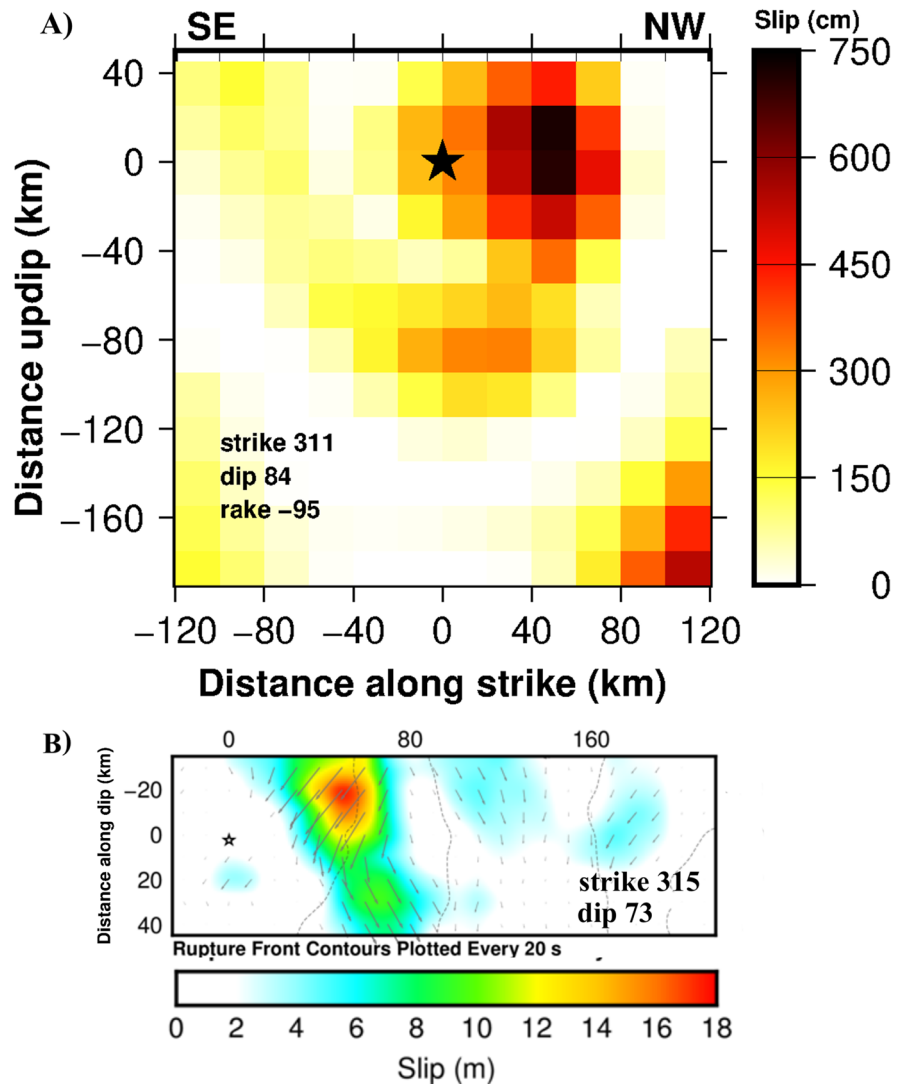 A)
SE NW Slip (cm)
750
600
450
300
150
0
Distance updip (km)
40
0
−40
−80
−120
−160
strike 311
dip 84
rake −95
−120 −80 −40 0 40 80 120
Distance along strike (km)
B)
0 80 160
Distance along dip (km)
−20
0
20
40
strike 315
dip 73
Rupture Front Contours Plotted Every 20 s
0 2 4 6 8 10 12 14 16 18
Slip (m)